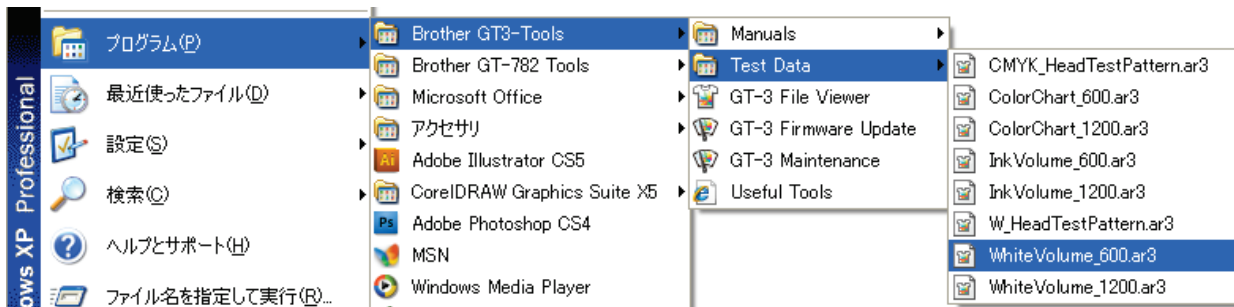 ows XP Professional
プログラム(P)
最近使ったファイル(D)
設定(S)
検索(C)
ヘルプとサポート(H)
ファイル名を指定して実行(R)...
Brother GT3-Tools
Brother GT-782 Tools
Microsoft Office
アクセサリ
Ai Adobe Illustrator CS5
CorelDRAW Graphics Suite X5
Ps Adobe Photoshop CS4
MSN
Windows Media Player
Manuals
Test Data
GT-3 File Viewer
GT-3 Firmware Update
GT-3 Maintenance
Useful Tools
CMYK_HeadTestPattern.ar3
ColorChart_600.ar3
ColorChart_1200.ar3
InkVolume_600.ar3
InkVolume_1200.ar3
W_HeadTestPattern.ar3
WhiteVolume_600.ar3
WhiteVolume_1200.ar3